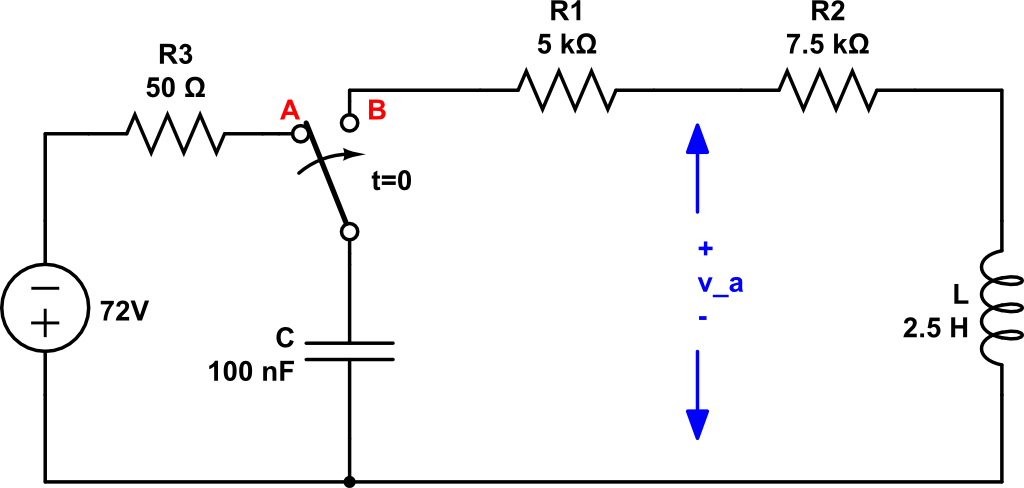 R1
5 kΩ
R2
7.5 kΩ
R3
50 Ω
A
B
t=0
+
v_a
-
−
+
72V
L
2.5 H
C
100 nF